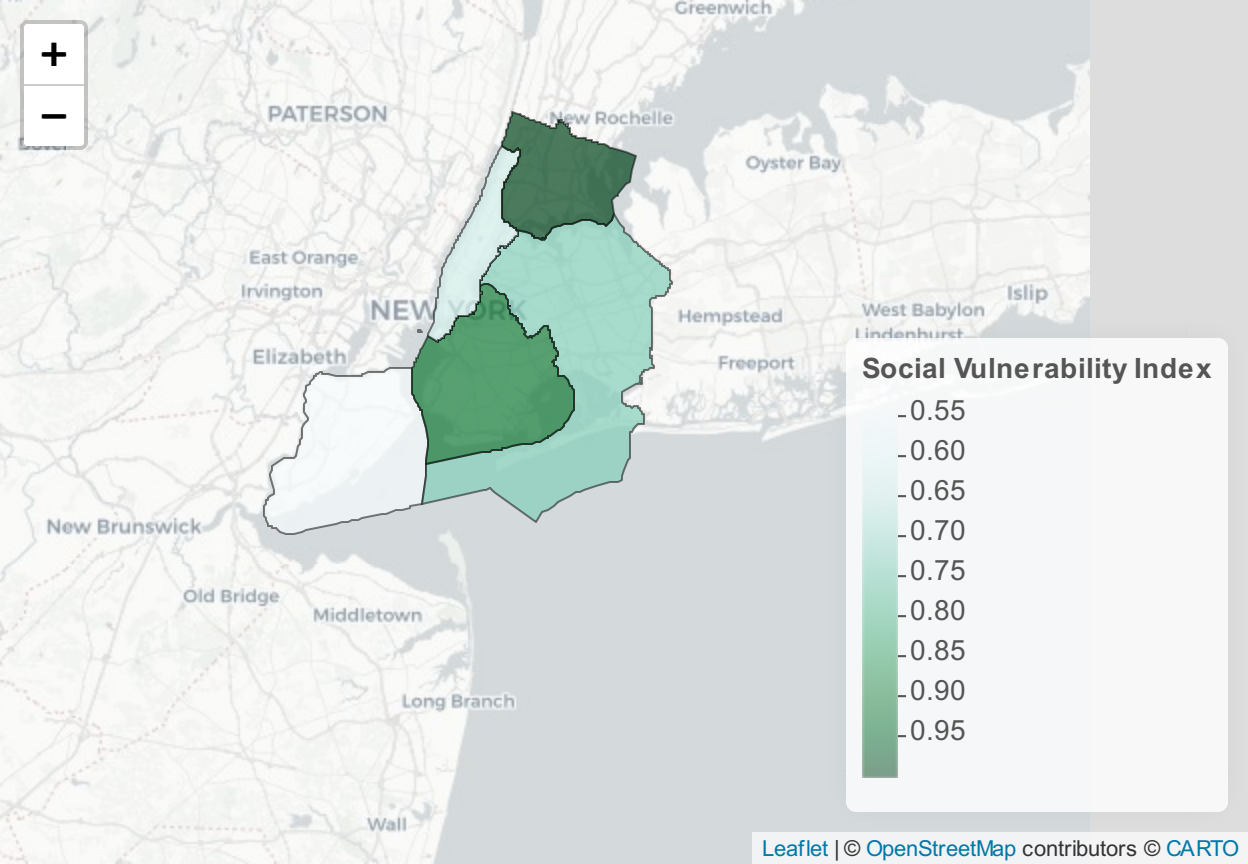 +
−
Greenwich
PATERSON
New Rochelle
Dover
Oyster Bay
East Orange
Irvington
NEW YORK
Islip
West Babylon
Hempstead
Lindenhurst
Elizabeth
Freeport
Social Vulnerability Index
0.55
0.60
0.65
0.70
0.75
0.80
0.85
0.90
0.95
New Brunswick
Old Bridge
Middletown
Long Branch
Wall
Leaflet | © OpenStreetMap contributors © CARTO